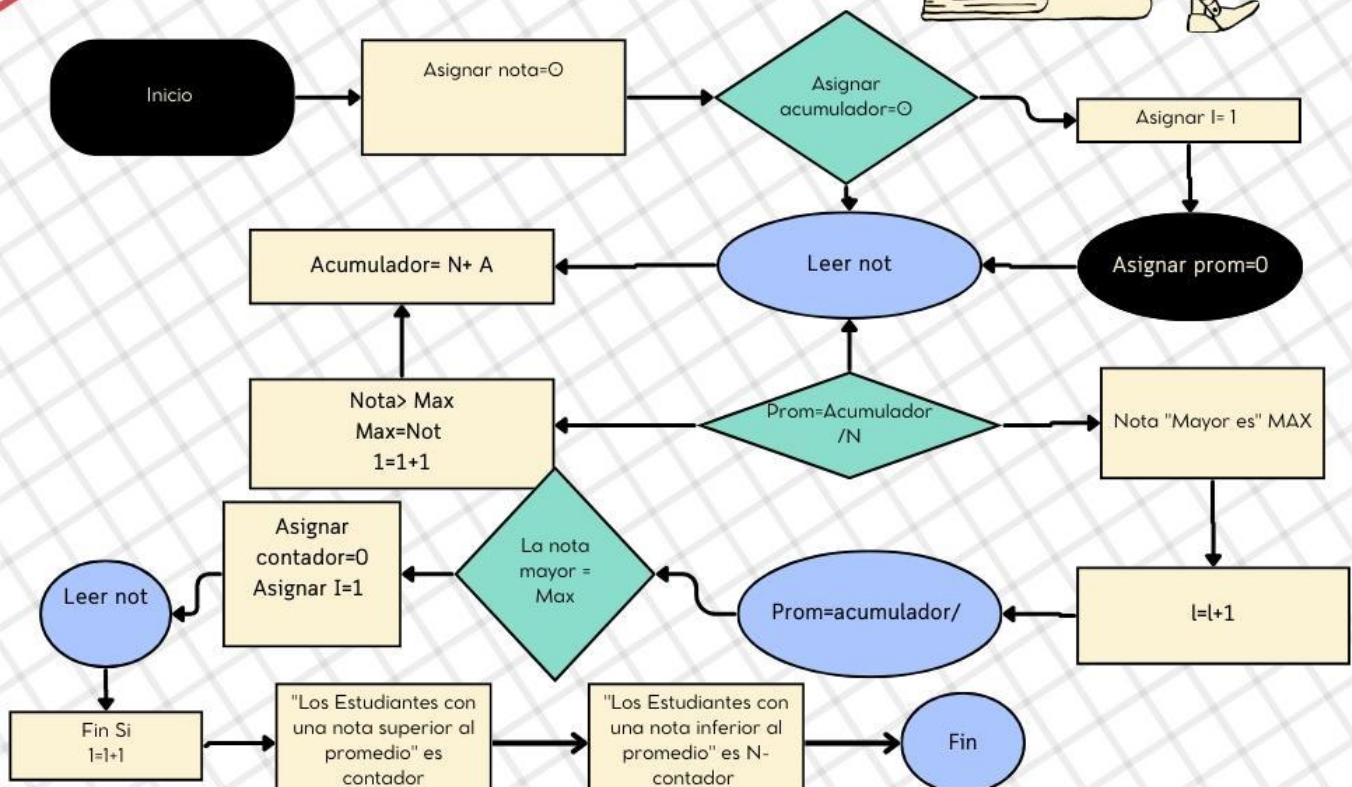 Inicio
Asignar nota=0
Asignar
acumulador=0
Asignar I= 1
Acumulador= N+ A
Leer not
Asignar prom=0
Nota> Max
Max=Not
1=1+1
Prom=Acumulador
/N
Nota "Mayor es" MAX
Leer not
Asignar
contador=0
Asignar I=1
La nota
mayor =
Max
Prom=acumulador/
l=l+1
Fin Si
1=1+1
"Los Estudiantes con
una nota superior al
promedio" es
contador
"Los Estudiantes con
una nota inferior al
promedio" es N-
contador
Fin